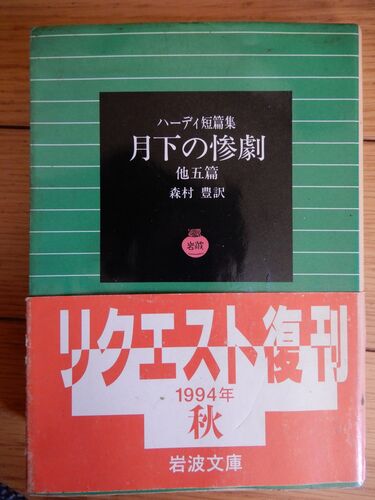 ハーディ短篇集
月下の惨劇
他五篇
森村 豊訳
岩波
リクエスト復刊
1994年
秋
岩波文庫